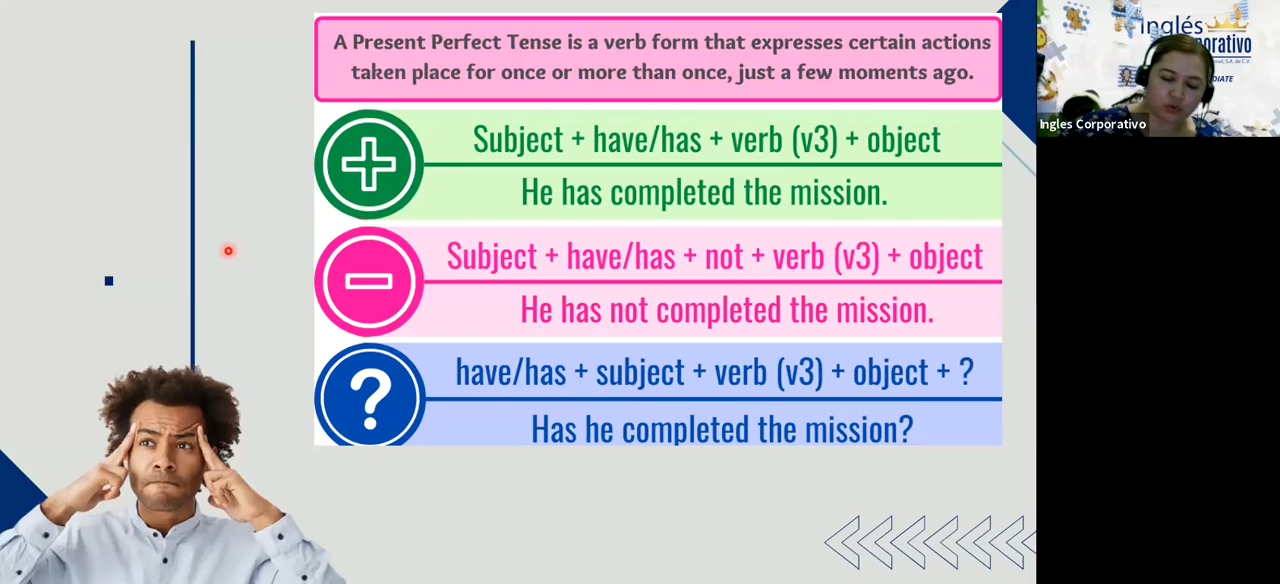 A Present Perfect Tense is a verb form that expresses certain actions
taken place for once or more than once, just a few moments ago.
Subject + have/has + verb (v3) + object
He has completed the mission.
Subject + have/has + not + verb (v3) + object
He has not completed the mission.
have/has + subject + verb (v3) + object + ?
Has he completed the mission?
inglés
orativo
Ingles Corporativo